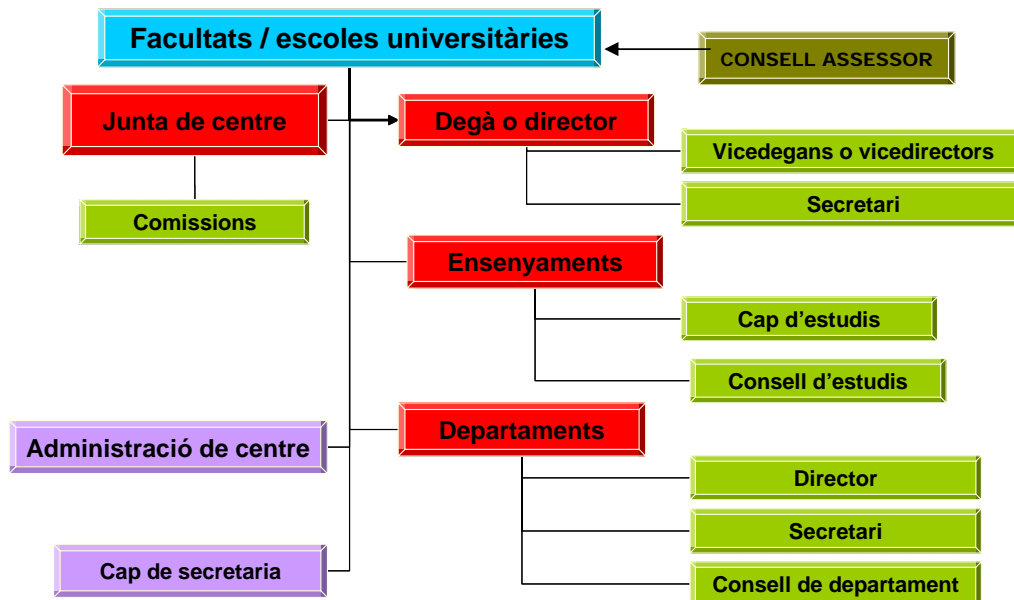 Facultats / escoles universitàries
CONSELL ASSESSOR
Junta de centre
Degà o director
Vicedegans o vicedirectors
Comissions
Secretari
Ensenyaments
Cap d’estudis
Consell d’estudis
Administració de centre
Departaments
Director
Secretari
Cap de secretaria
Consell de departament